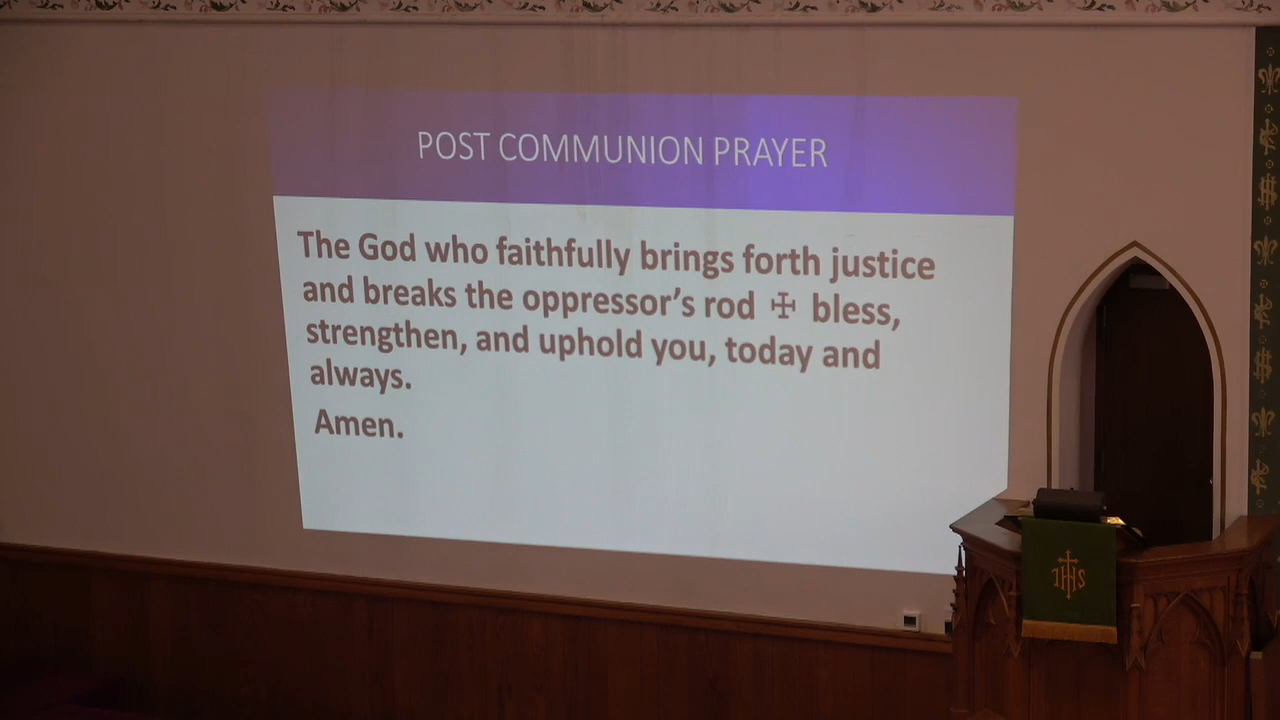 POST COMMUNION PRAYER
The God who faithfully brings forth justice
and breaks the oppressor's rod ☩ bless,
strengthen, and uphold you, today and
always.
Amen.
IHS